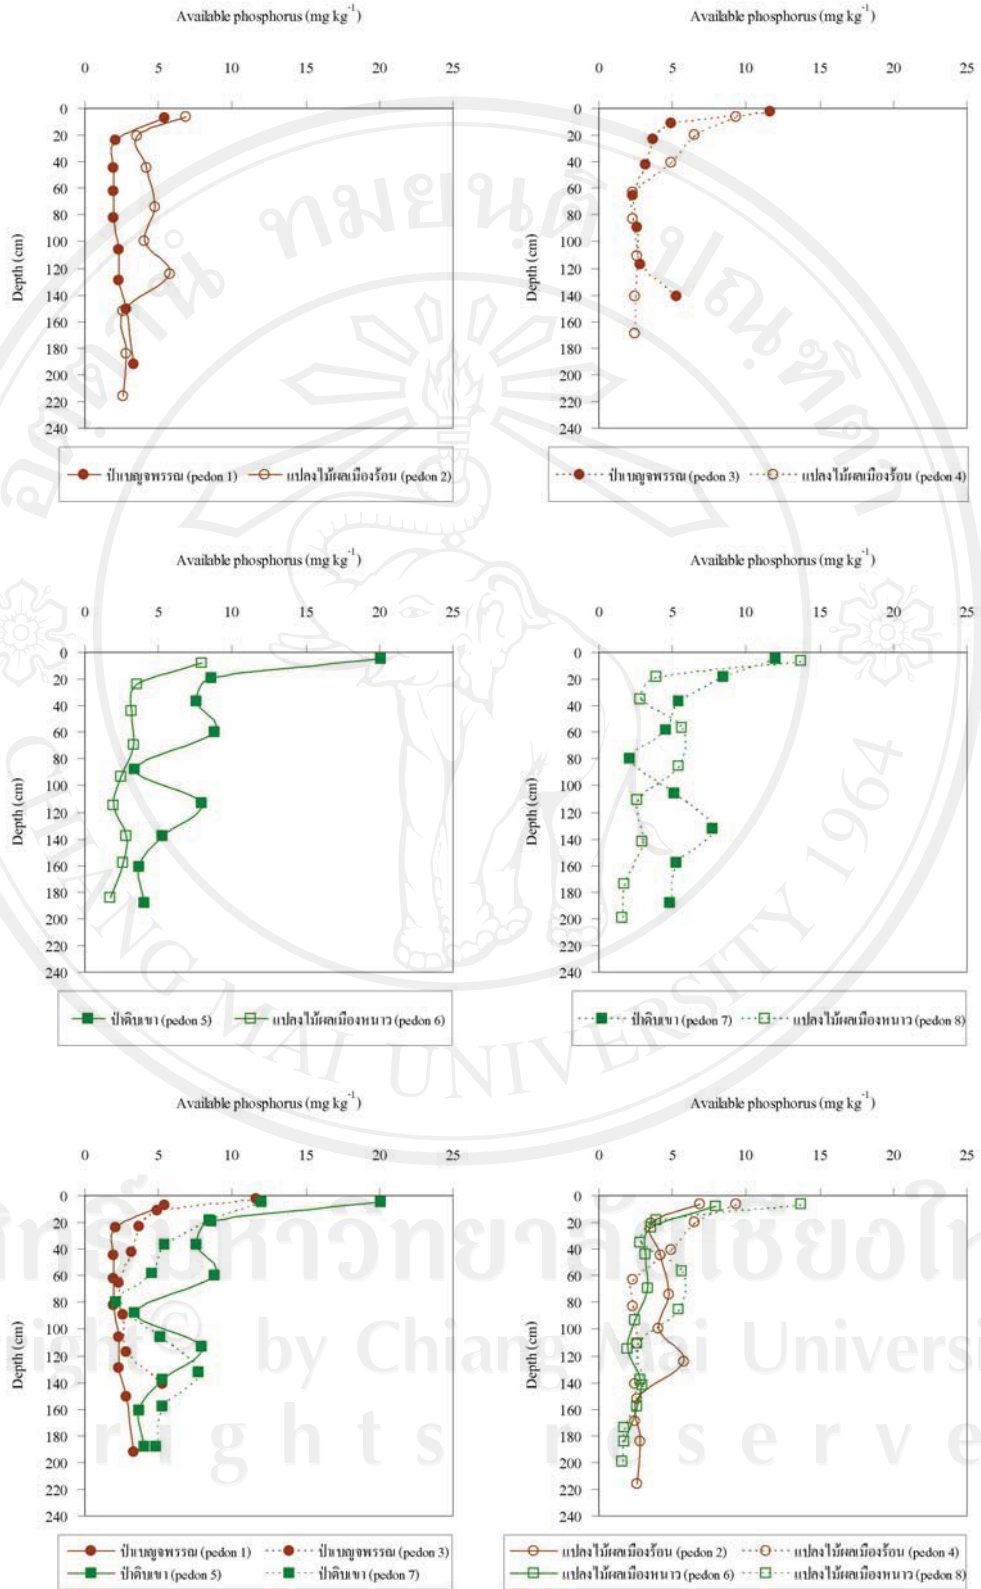 Available phosphorus (mg kg⁻¹) Available phosphorus (mg kg⁻¹)
0 5 10 15 20 25 0 5 10 15 20 25
Depth (cm) Depth (cm)
0 0
20 20
40 40
60 60
80 80
100 100
120 120
140 140
160 160
180 180
200 200
220 220
240 240
ป่าเบญจพรรณ (pedon 1) แปลงไม้ผลเมืองร้อน (pedon 2) ป่าเบญจพรรณ (pedon 3) แปลงไม้ผลเมืองร้อน (pedon 4)
Available phosphorus (mg kg⁻¹) Available phosphorus (mg kg⁻¹)
0 5 10 15 20 25 0 5 10 15 20 25
Depth (cm) Depth (cm)
0 0
20 20
40 40
60 60
80 80
100 100
120 120
140 140
160 160
180 180
200 200
220 220
240 240
ป่าดิบเขา (pedon 5) แปลงไม้ผลเมืองหนาว (pedon 6) ป่าดิบเขา (pedon 7) แปลงไม้ผลเมืองหนาว (pedon 8)
CHIANG MAI UNIVERSITY 1964
Available phosphorus (mg kg⁻¹) Available phosphorus (mg kg⁻¹)
0 5 10 15 20 25 0 5 10 15 20 25
Depth (cm) Depth (cm)
0 0
20 20
40 40
60 60
80 80
100 100
120 120
140 140
160 160
180 180
200 200
220 220
240 240
by Chiang Mai Universi
rights reserve
ป่าเบญจพรรณ (pedon 1) ป่าเบญจพรรณ (pedon 3) แปลงไม้ผลเมืองร้อน (pedon 2) แปลงไม้ผลเมืองร้อน (pedon 4)
ป่าดิบเขา (pedon 5) ป่าดิบเขา (pedon 7) แปลงไม้ผลเมืองหนาว (pedon 6) แปลงไม้ผลเมืองหนาว (pedon 8)